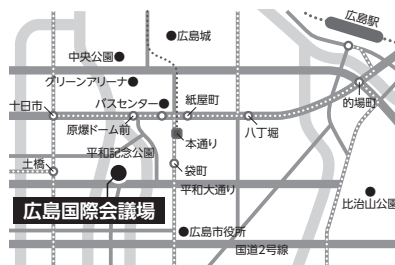 広島駅
広島城
中央公園
グリーンアリーナ
バスセンター
紙屋町
的場町
十日市
原爆ドーム前
本通り
八丁堀
平和記念公園
土橋
袋町
平和大通り
広島国際会議場
比治山公園
広島市役所
国道2号線